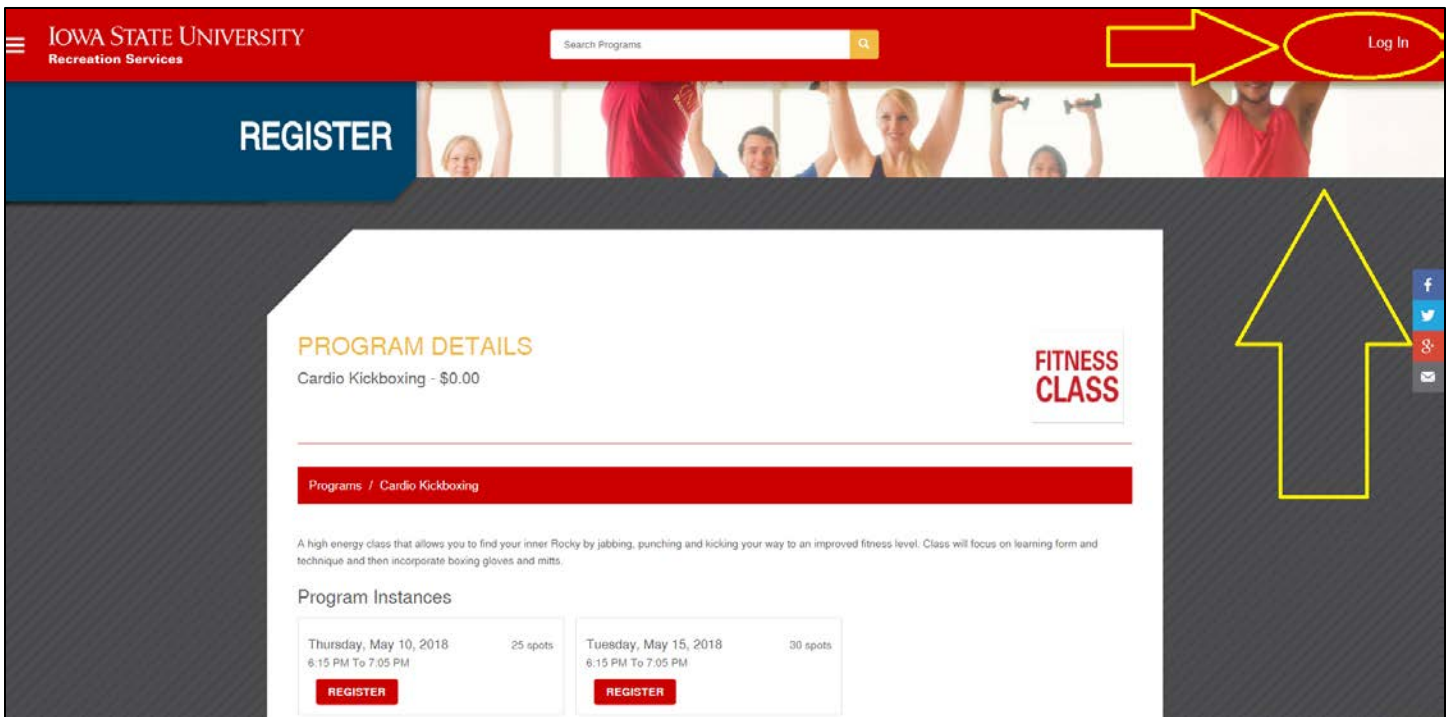 IOWA STATE UNIVERSITY
Recreation Services
Search Programs
Log In
REGISTER
PROGRAM DETAILS
Cardio Kickboxing - $0.00
FITNESS
CLASS
Programs / Cardio Kickboxing
A high energy class that allows you to find your inner Rocky by jabbing, punching and kicking your way to an improved fitness level. Class will focus on learning form and
technique and then incorporate boxing gloves and mitts.
Program Instances
Thursday, May 10, 2018 25 spots
6:15 PM To 7:05 PM
REGISTER
Tuesday, May 15, 2018 30 spots
6:15 PM To 7:05 PM
REGISTER